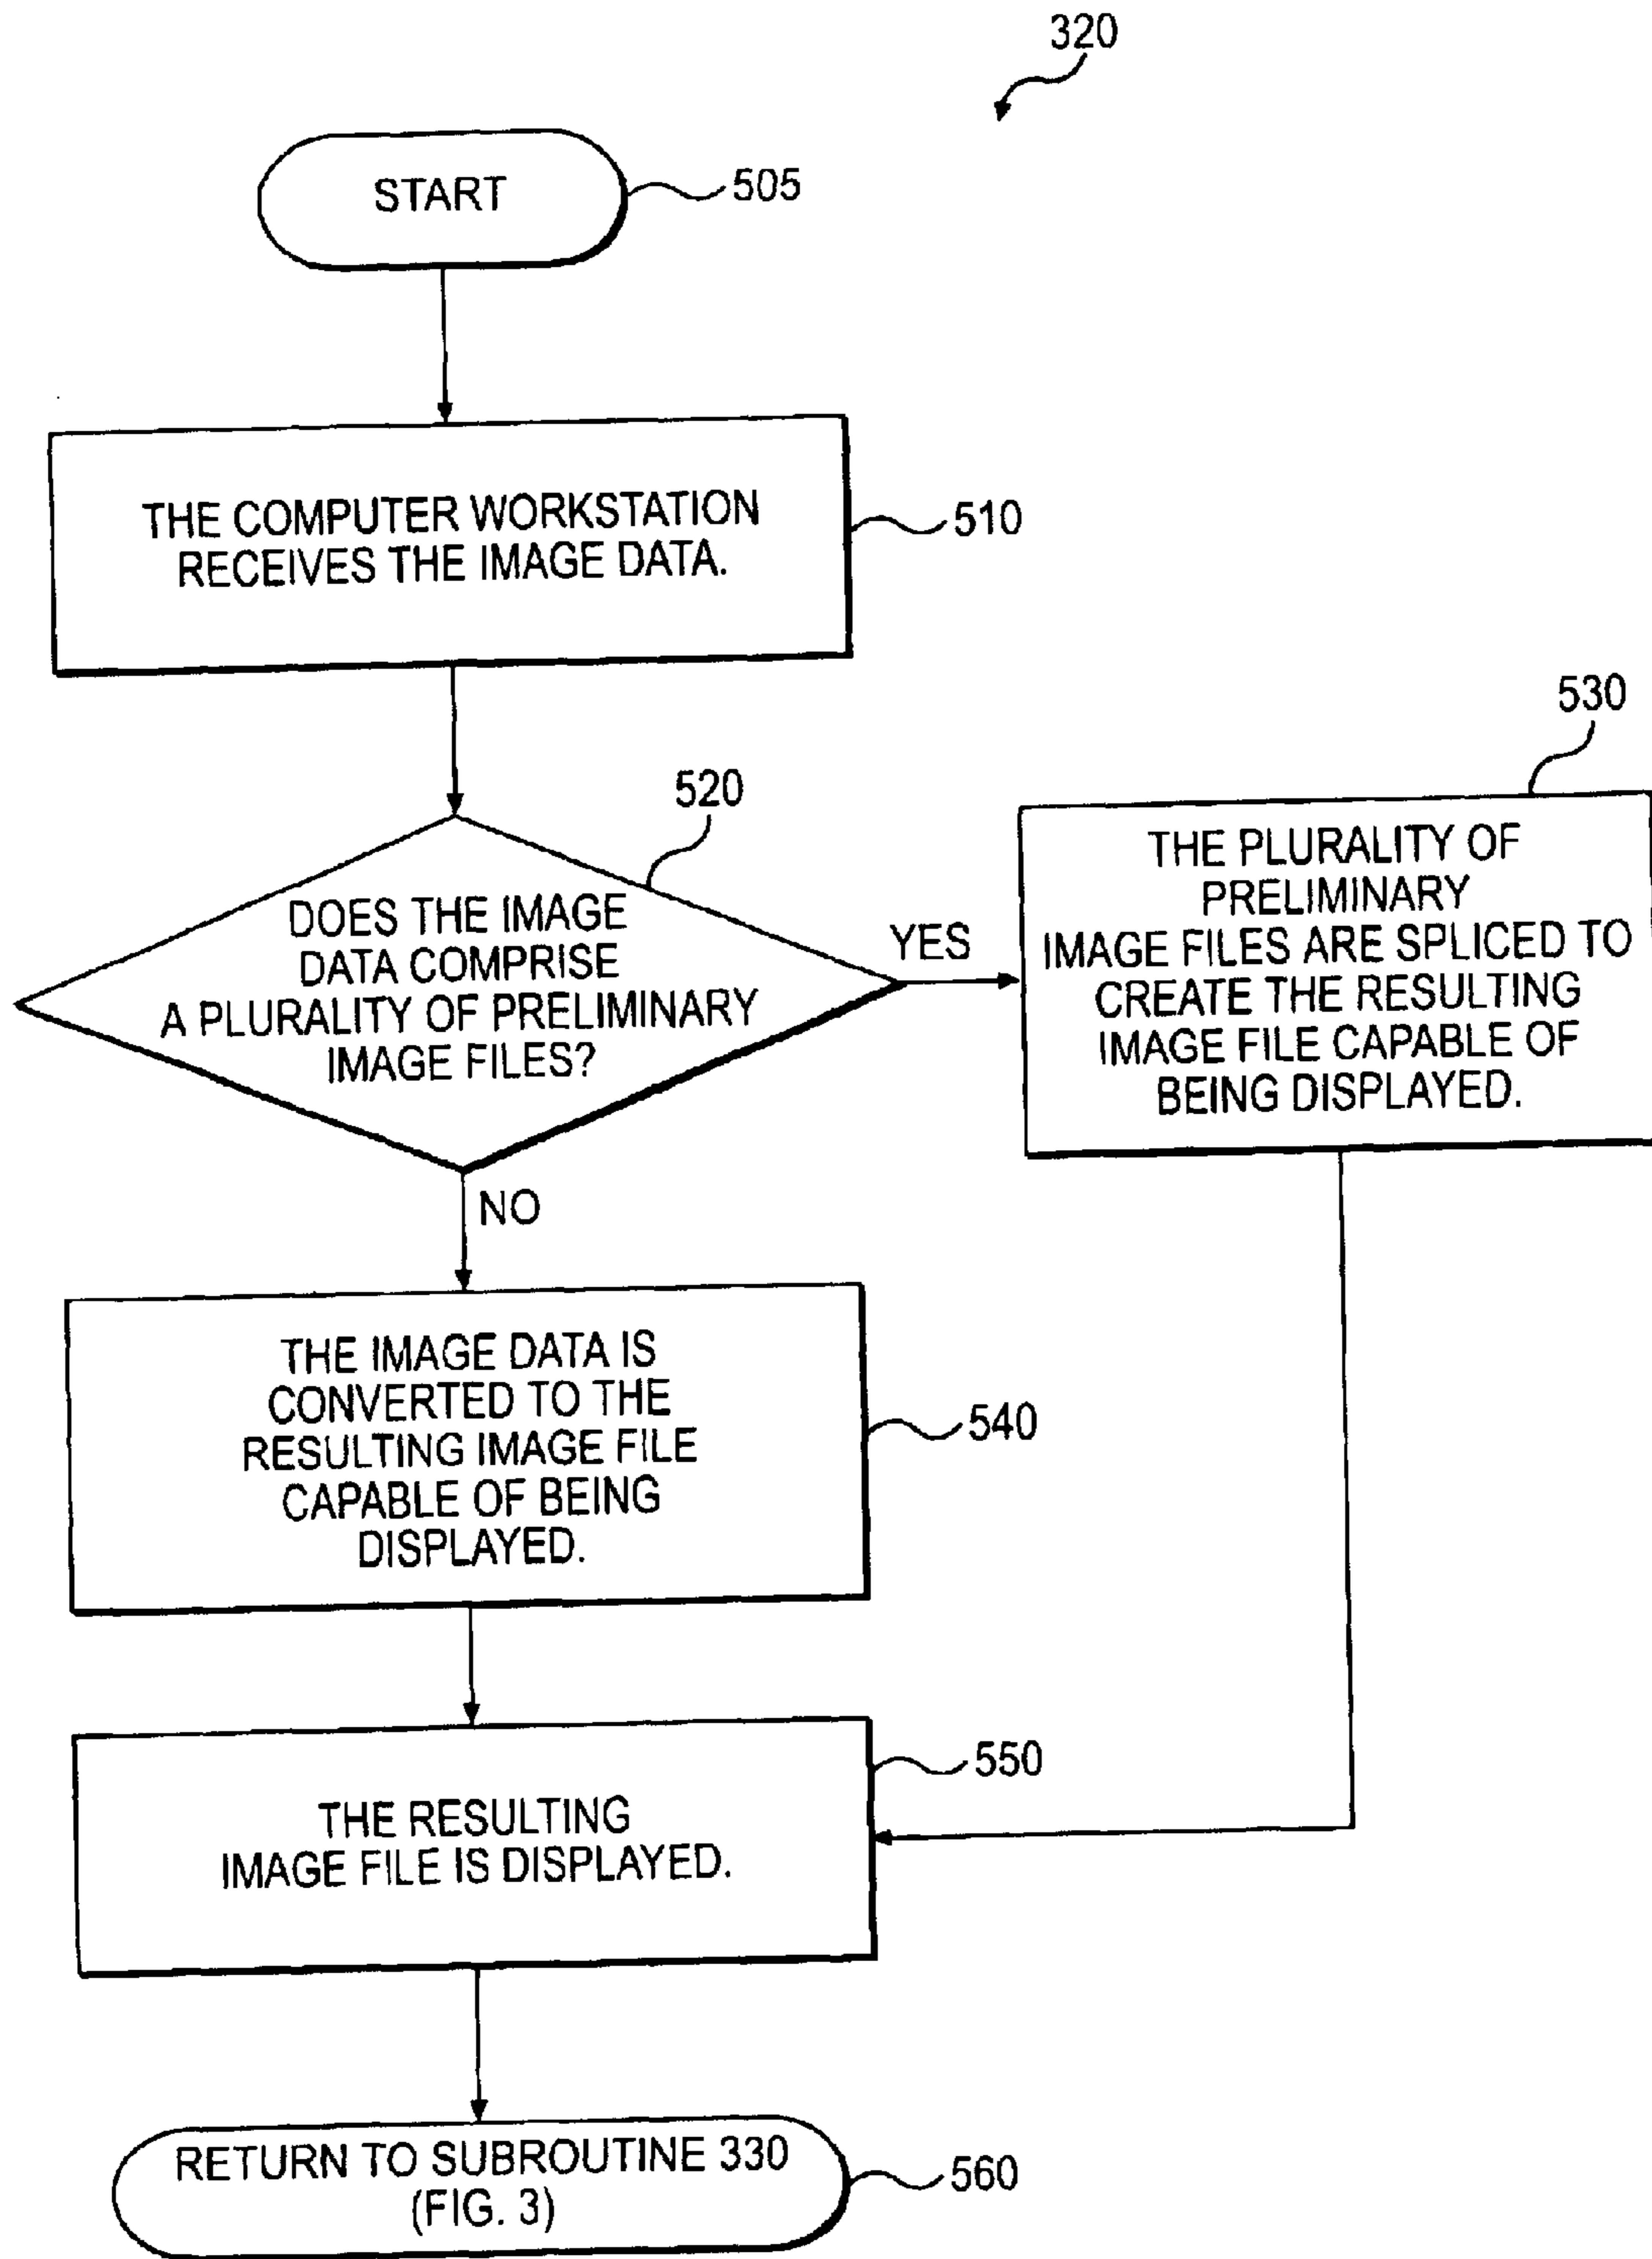 320
START
505
THE COMPUTER WORKSTATION
RECEIVES THE IMAGE DATA.
510
520
DOES THE IMAGE
DATA COMPRISE
A PLURALITY OF PRELIMINARY
IMAGE FILES?
YES
530
THE PLURALITY OF
PRELIMINARY
IMAGE FILES ARE SPLICED TO
CREATE THE RESULTING
IMAGE FILE CAPABLE OF
BEING DISPLAYED.
NO
THE IMAGE DATA IS
CONVERTED TO THE
RESULTING IMAGE FILE
CAPABLE OF BEING
DISPLAYED.
540
THE RESULTING
IMAGE FILE IS DISPLAYED.
550
RETURN TO SUBROUTINE 330
(FIG. 3)
560